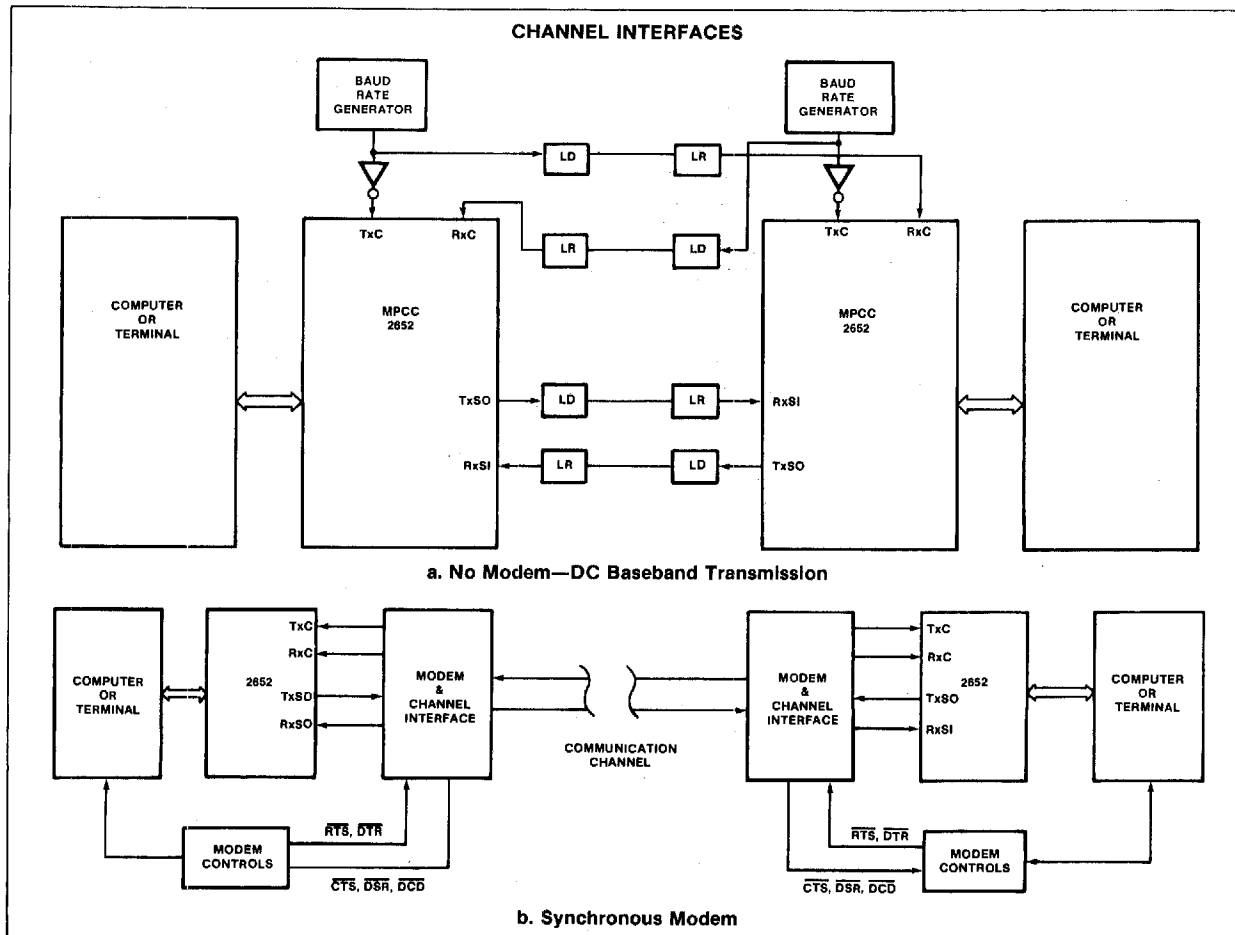 CHANNEL INTERFACES
BAUD
RATE
GENERATOR
BAUD
RATE
GENERATOR
LD
LR
TxC
RxC
LR
LD
TxC
RxC
COMPUTER
OR
TERMINAL
MPCC
2652
MPCC
2652
COMPUTER
OR
TERMINAL
TxSO
LD
LR
RxSI
RxSI
LR
LD
TxSO
a. No Modem—DC Baseband Transmission
COMPUTER
OR
TERMINAL
2652
TxC
RxC
TxSD
RxSO
MODEM
&
CHANNEL
INTERFACE
COMMUNICATION
CHANNEL
MODEM
&
CHANNEL
INTERFACE
TxC
RxC
TxSO
RxSI
2652
COMPUTER
OR
TERMINAL
MODEM
CONTROLS
RTS, DTR
CTS, DSR, DCD
RTS, DTR
CTS, DSR, DCD
MODEM
CONTROLS
b. Synchronous Modem